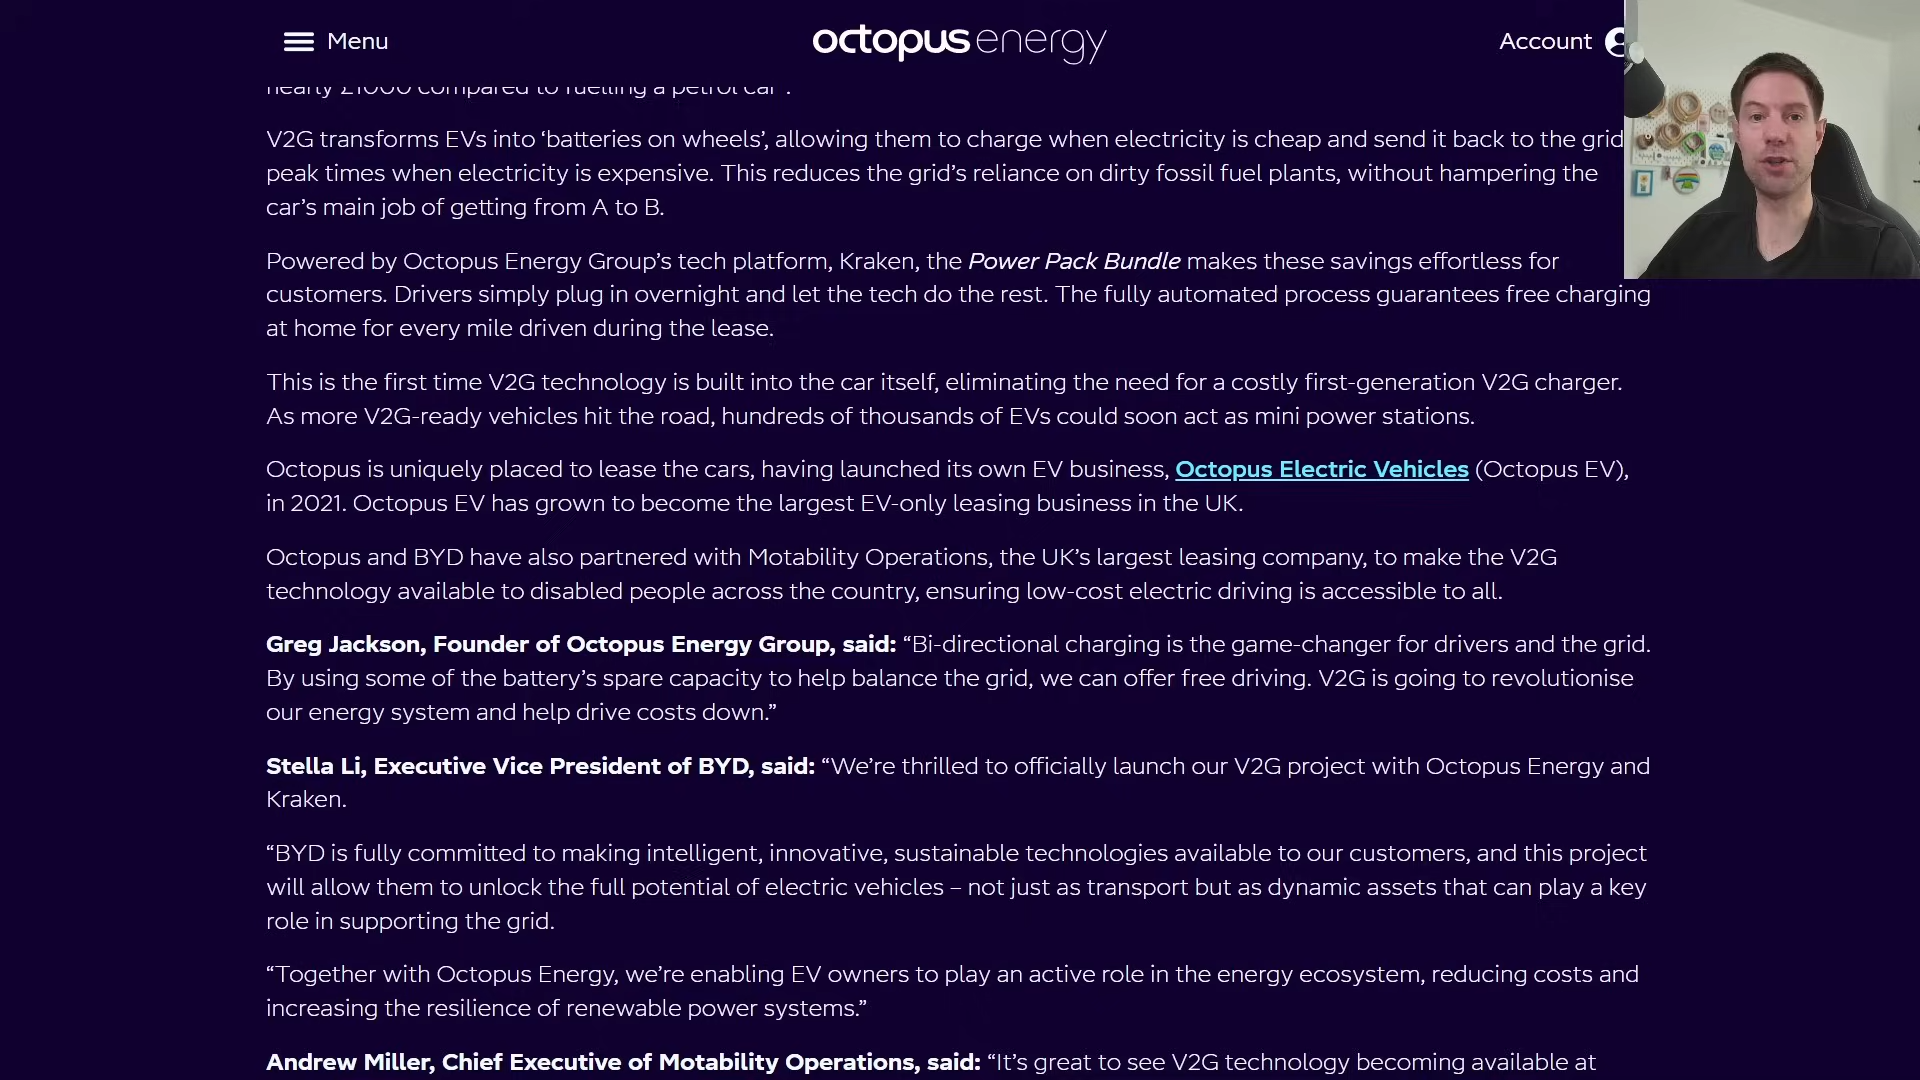 Menu
octopus energy
Account
nearly £1000 compared to fuelling a petrol car .
V2G transforms EVs into ‘batteries on wheels’, allowing them to charge when electricity is cheap and send it back to the grid
peak times when electricity is expensive. This reduces the grid’s reliance on dirty fossil fuel plants, without hampering the
car’s main job of getting from A to B.
Powered by Octopus Energy Group’s tech platform, Kraken, the Power Pack Bundle makes these savings effortless for
customers. Drivers simply plug in overnight and let the tech do the rest. The fully automated process guarantees free charging
at home for every mile driven during the lease.
This is the first time V2G technology is built into the car itself, eliminating the need for a costly first-generation V2G charger.
As more V2G-ready vehicles hit the road, hundreds of thousands of EVs could soon act as mini power stations.
Octopus is uniquely placed to lease the cars, having launched its own EV business, Octopus Electric Vehicles (Octopus EV),
in 2021. Octopus EV has grown to become the largest EV-only leasing business in the UK.
Octopus and BYD have also partnered with Motability Operations, the UK’s largest leasing company, to make the V2G
technology available to disabled people across the country, ensuring low-cost electric driving is accessible to all.
Greg Jackson, Founder of Octopus Energy Group, said: “Bi-directional charging is the game-changer for drivers and the grid.
By using some of the battery’s spare capacity to help balance the grid, we can offer free driving. V2G is going to revolutionise
our energy system and help drive costs down.”
Stella Li, Executive Vice President of BYD, said: “We’re thrilled to officially launch our V2G project with Octopus Energy and
Kraken.
“BYD is fully committed to making intelligent, innovative, sustainable technologies available to our customers, and this project
will allow them to unlock the full potential of electric vehicles – not just as transport but as dynamic assets that can play a key
role in supporting the grid.
“Together with Octopus Energy, we’re enabling EV owners to play an active role in the energy ecosystem, reducing costs and
increasing the resilience of renewable power systems.”
Andrew Miller, Chief Executive of Motability Operations, said: “It’s great to see V2G technology becoming available at